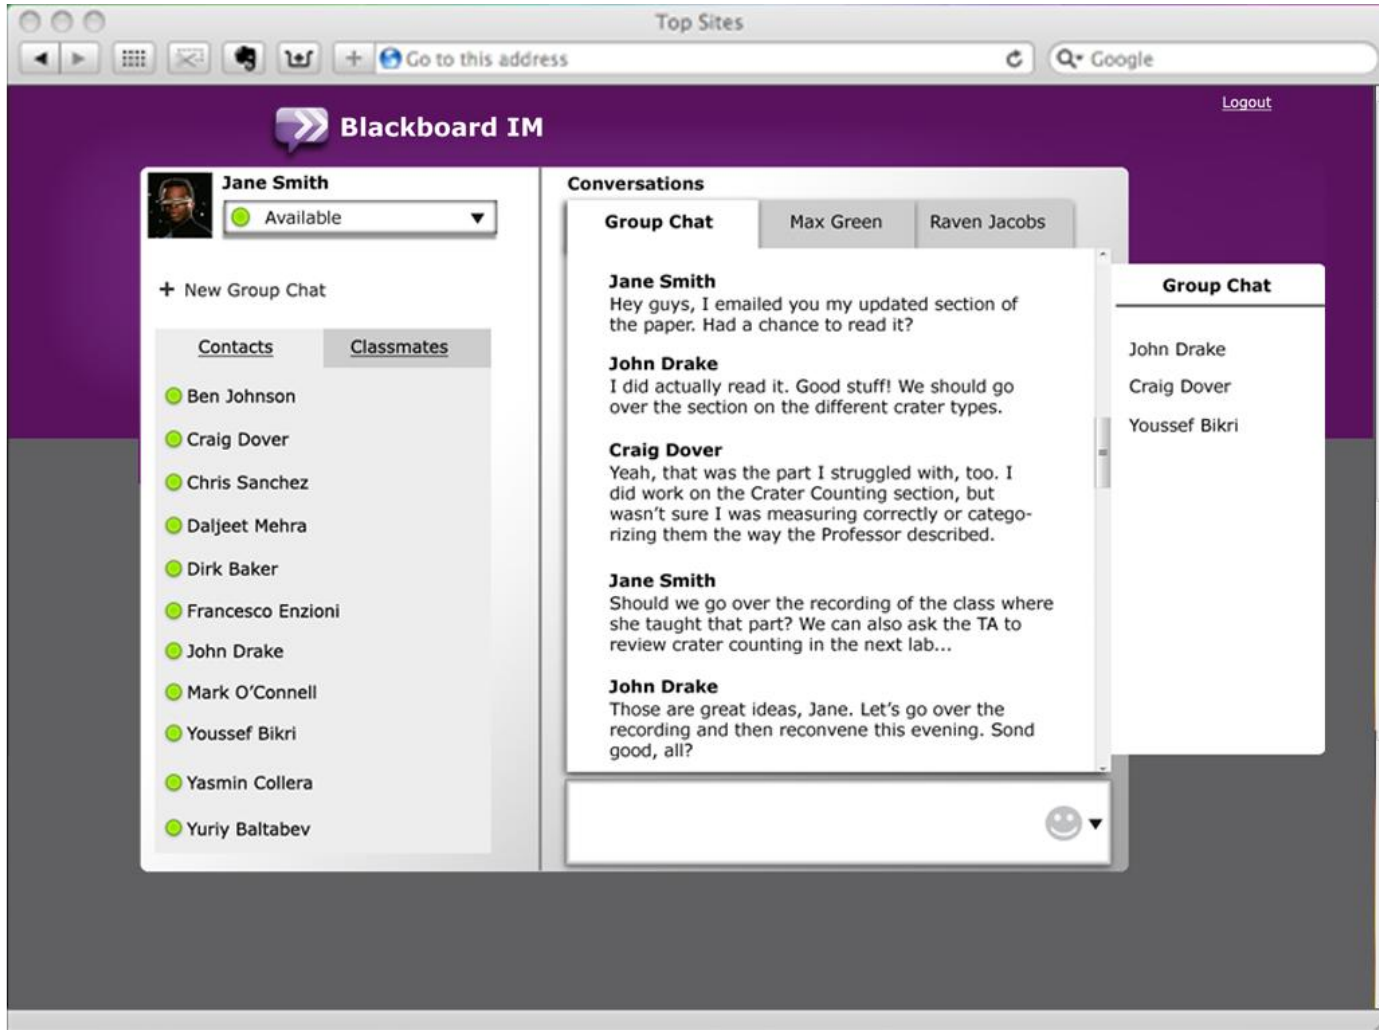 Top Sites
Go to this address
Google
Logout
Blackboard IM
Jane Smith
Available
+ New Group Chat
Contacts
Classmates
Ben Johnson
Craig Dover
Chris Sanchez
Daljeet Mehra
Dirk Baker
Francesco Enzioni
John Drake
Mark O'Connell
Youssef Bikri
Yasmin Collera
Yuriy Baltabev
Conversations
Group Chat
Max Green
Raven Jacobs
Jane Smith
Hey guys, I emailed you my updated section of
the paper. Had a chance to read it?
John Drake
I did actually read it. Good stuff! We should go
over the section on the different crater types.
Craig Dover
Yeah, that was the part I struggled with, too. I
did work on the Crater Counting section, but
wasn't sure I was measuring correctly or catego-
rizing them the way the Professor described.
Jane Smith
Should we go over the recording of the class where
she taught that part? We can also ask the TA to
review crater counting in the next lab...
John Drake
Those are great ideas, Jane. Let's go over the
recording and then reconvene this evening. Sond
good, all?
Group Chat
John Drake
Craig Dover
Youssef Bikri